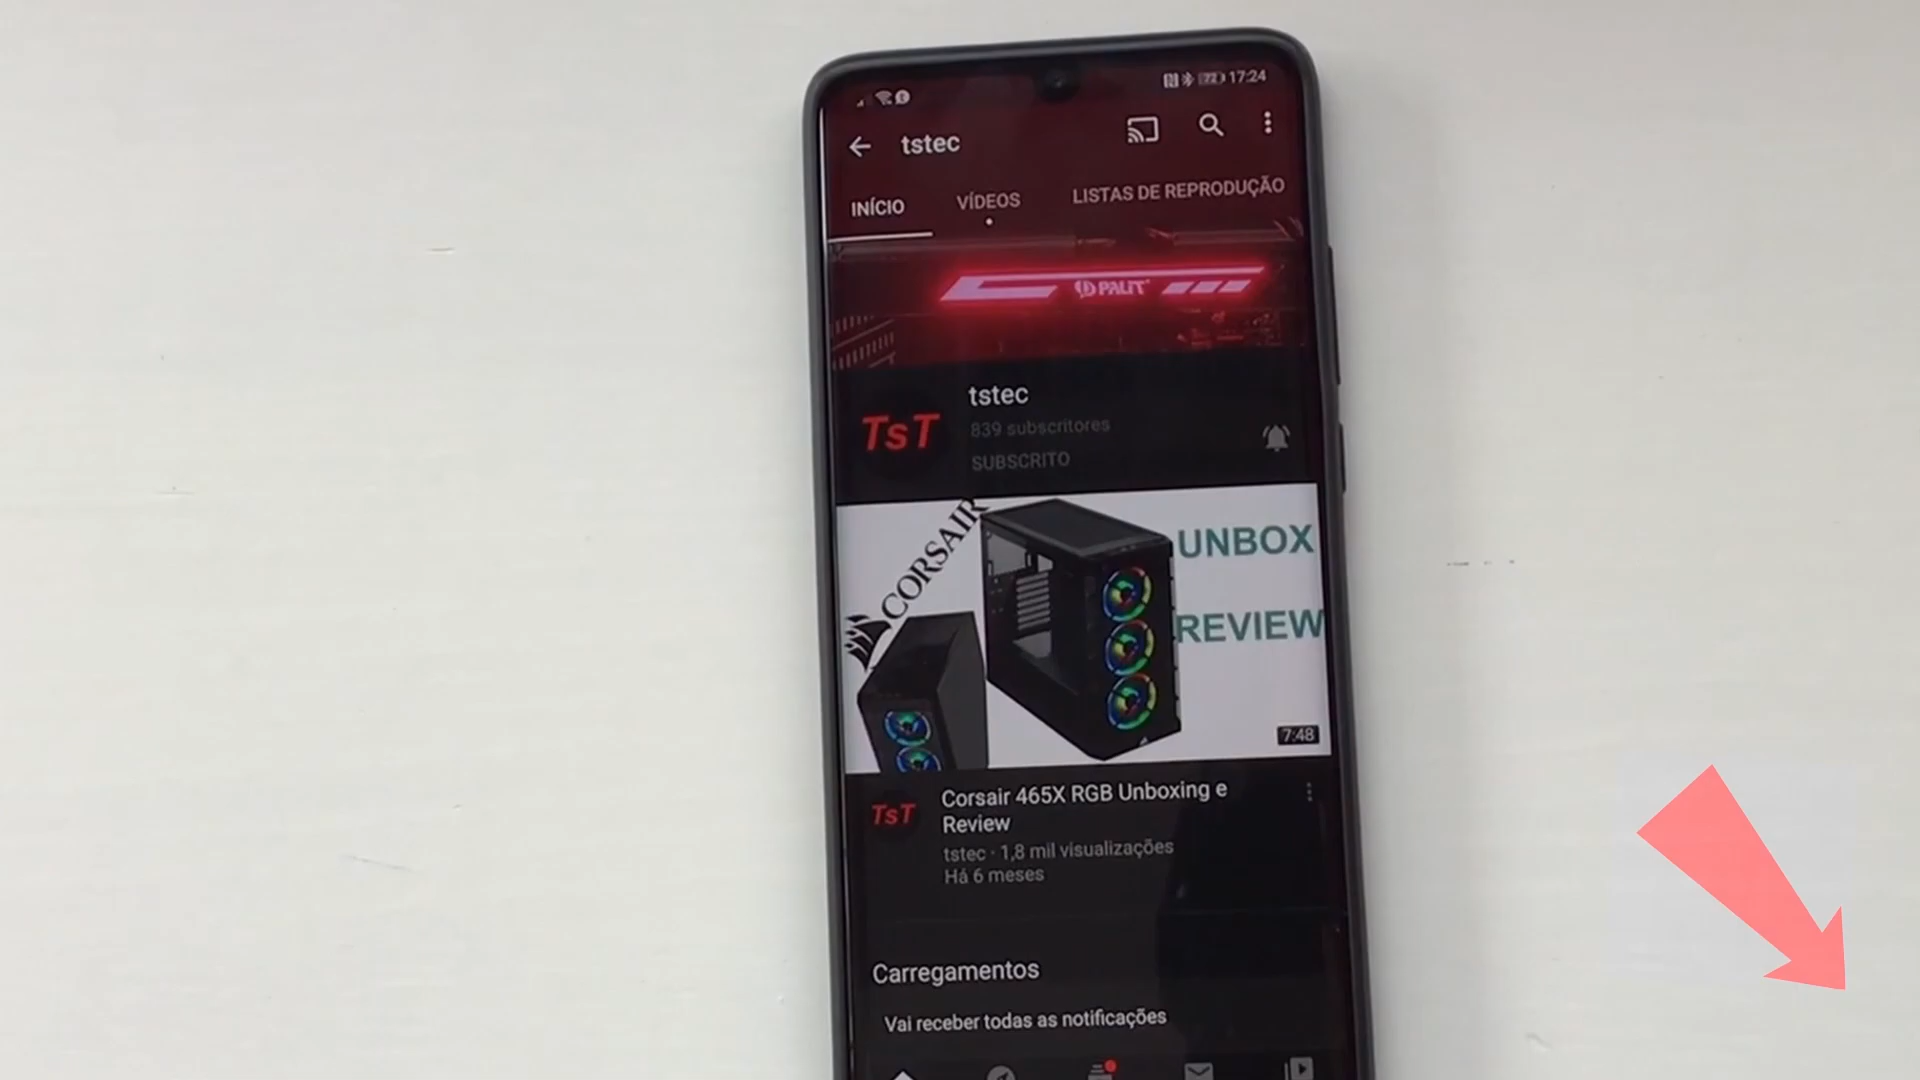 72 17:24
tstec
INÍCIO VÍDEOS LISTAS DE REPRODUÇÃO
PALIT
tstec
TsT
839 subscritores
SUBSCRITO
CORSAIR
UNBOX
REVIEW
7:48
TsT
Corsair 465X RGB Unboxing e
Review
tstec · 1,8 mil visualizações
Há 6 meses
Carregamentos
Vai receber todas as notificações